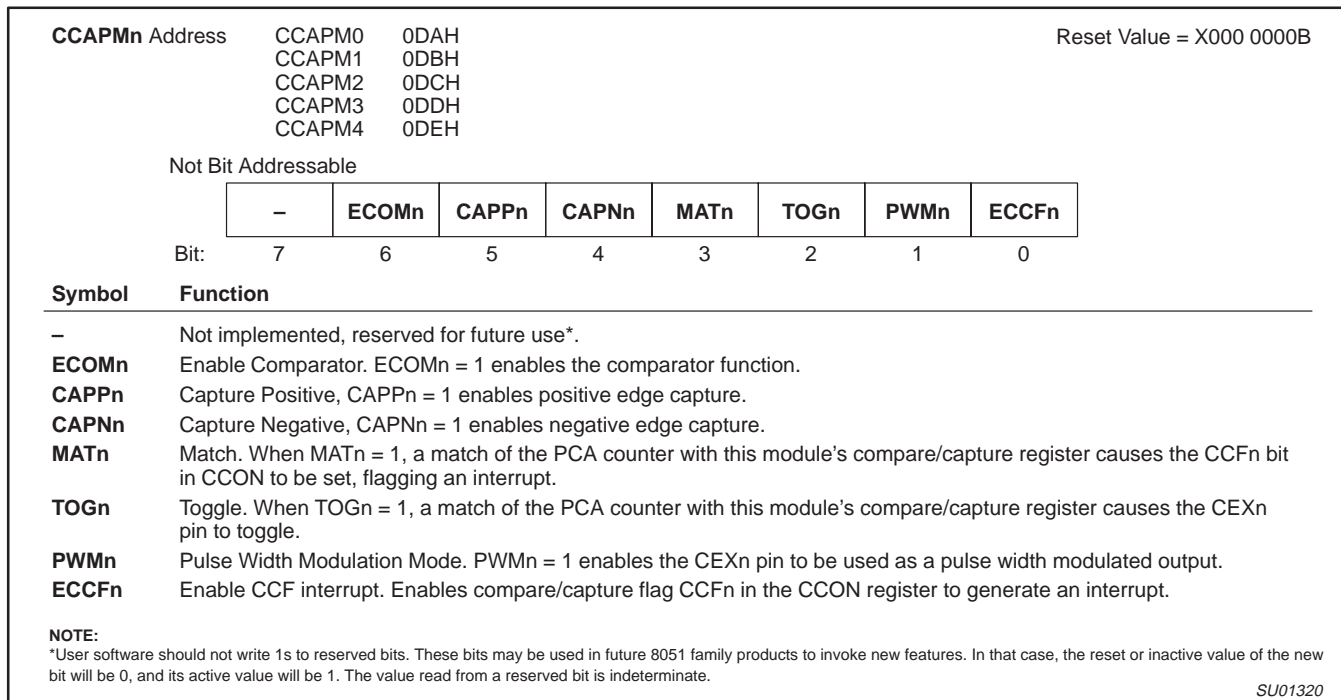 CCAPMn Address CCAPM0 0DAH Reset Value = X000 0000B
CCAPM1 0DBH
CCAPM2 0DCH
CCAPM3 0DDH
CCAPM4 0DEH
Not Bit Addressable
– ECOMn CAPPn CAPNn MATn TOGn PWMn ECCFn
Bit: 7 6 5 4 3 2 1 0
Symbol Function
– Not implemented, reserved for future use*.
ECOMn Enable Comparator. ECOMn = 1 enables the comparator function.
CAPPn Capture Positive, CAPPn = 1 enables positive edge capture.
CAPNn Capture Negative, CAPNn = 1 enables negative edge capture.
MATn Match. When MATn = 1, a match of the PCA counter with this module's compare/capture register causes the CCFn bit
in CCON to be set, flagging an interrupt.
TOGn Toggle. When TOGn = 1, a match of the PCA counter with this module's compare/capture register causes the CEXn
pin to toggle.
PWMn Pulse Width Modulation Mode. PWMn = 1 enables the CEXn pin to be used as a pulse width modulated output.
ECCFn Enable CCF interrupt. Enables compare/capture flag CCFn in the CCON register to generate an interrupt.
NOTE:
*User software should not write 1s to reserved bits. These bits may be used in future 8051 family products to invoke new features. In that case, the reset or inactive value of the new
bit will be 0, and its active value will be 1. The value read from a reserved bit is indeterminate.
SU01320